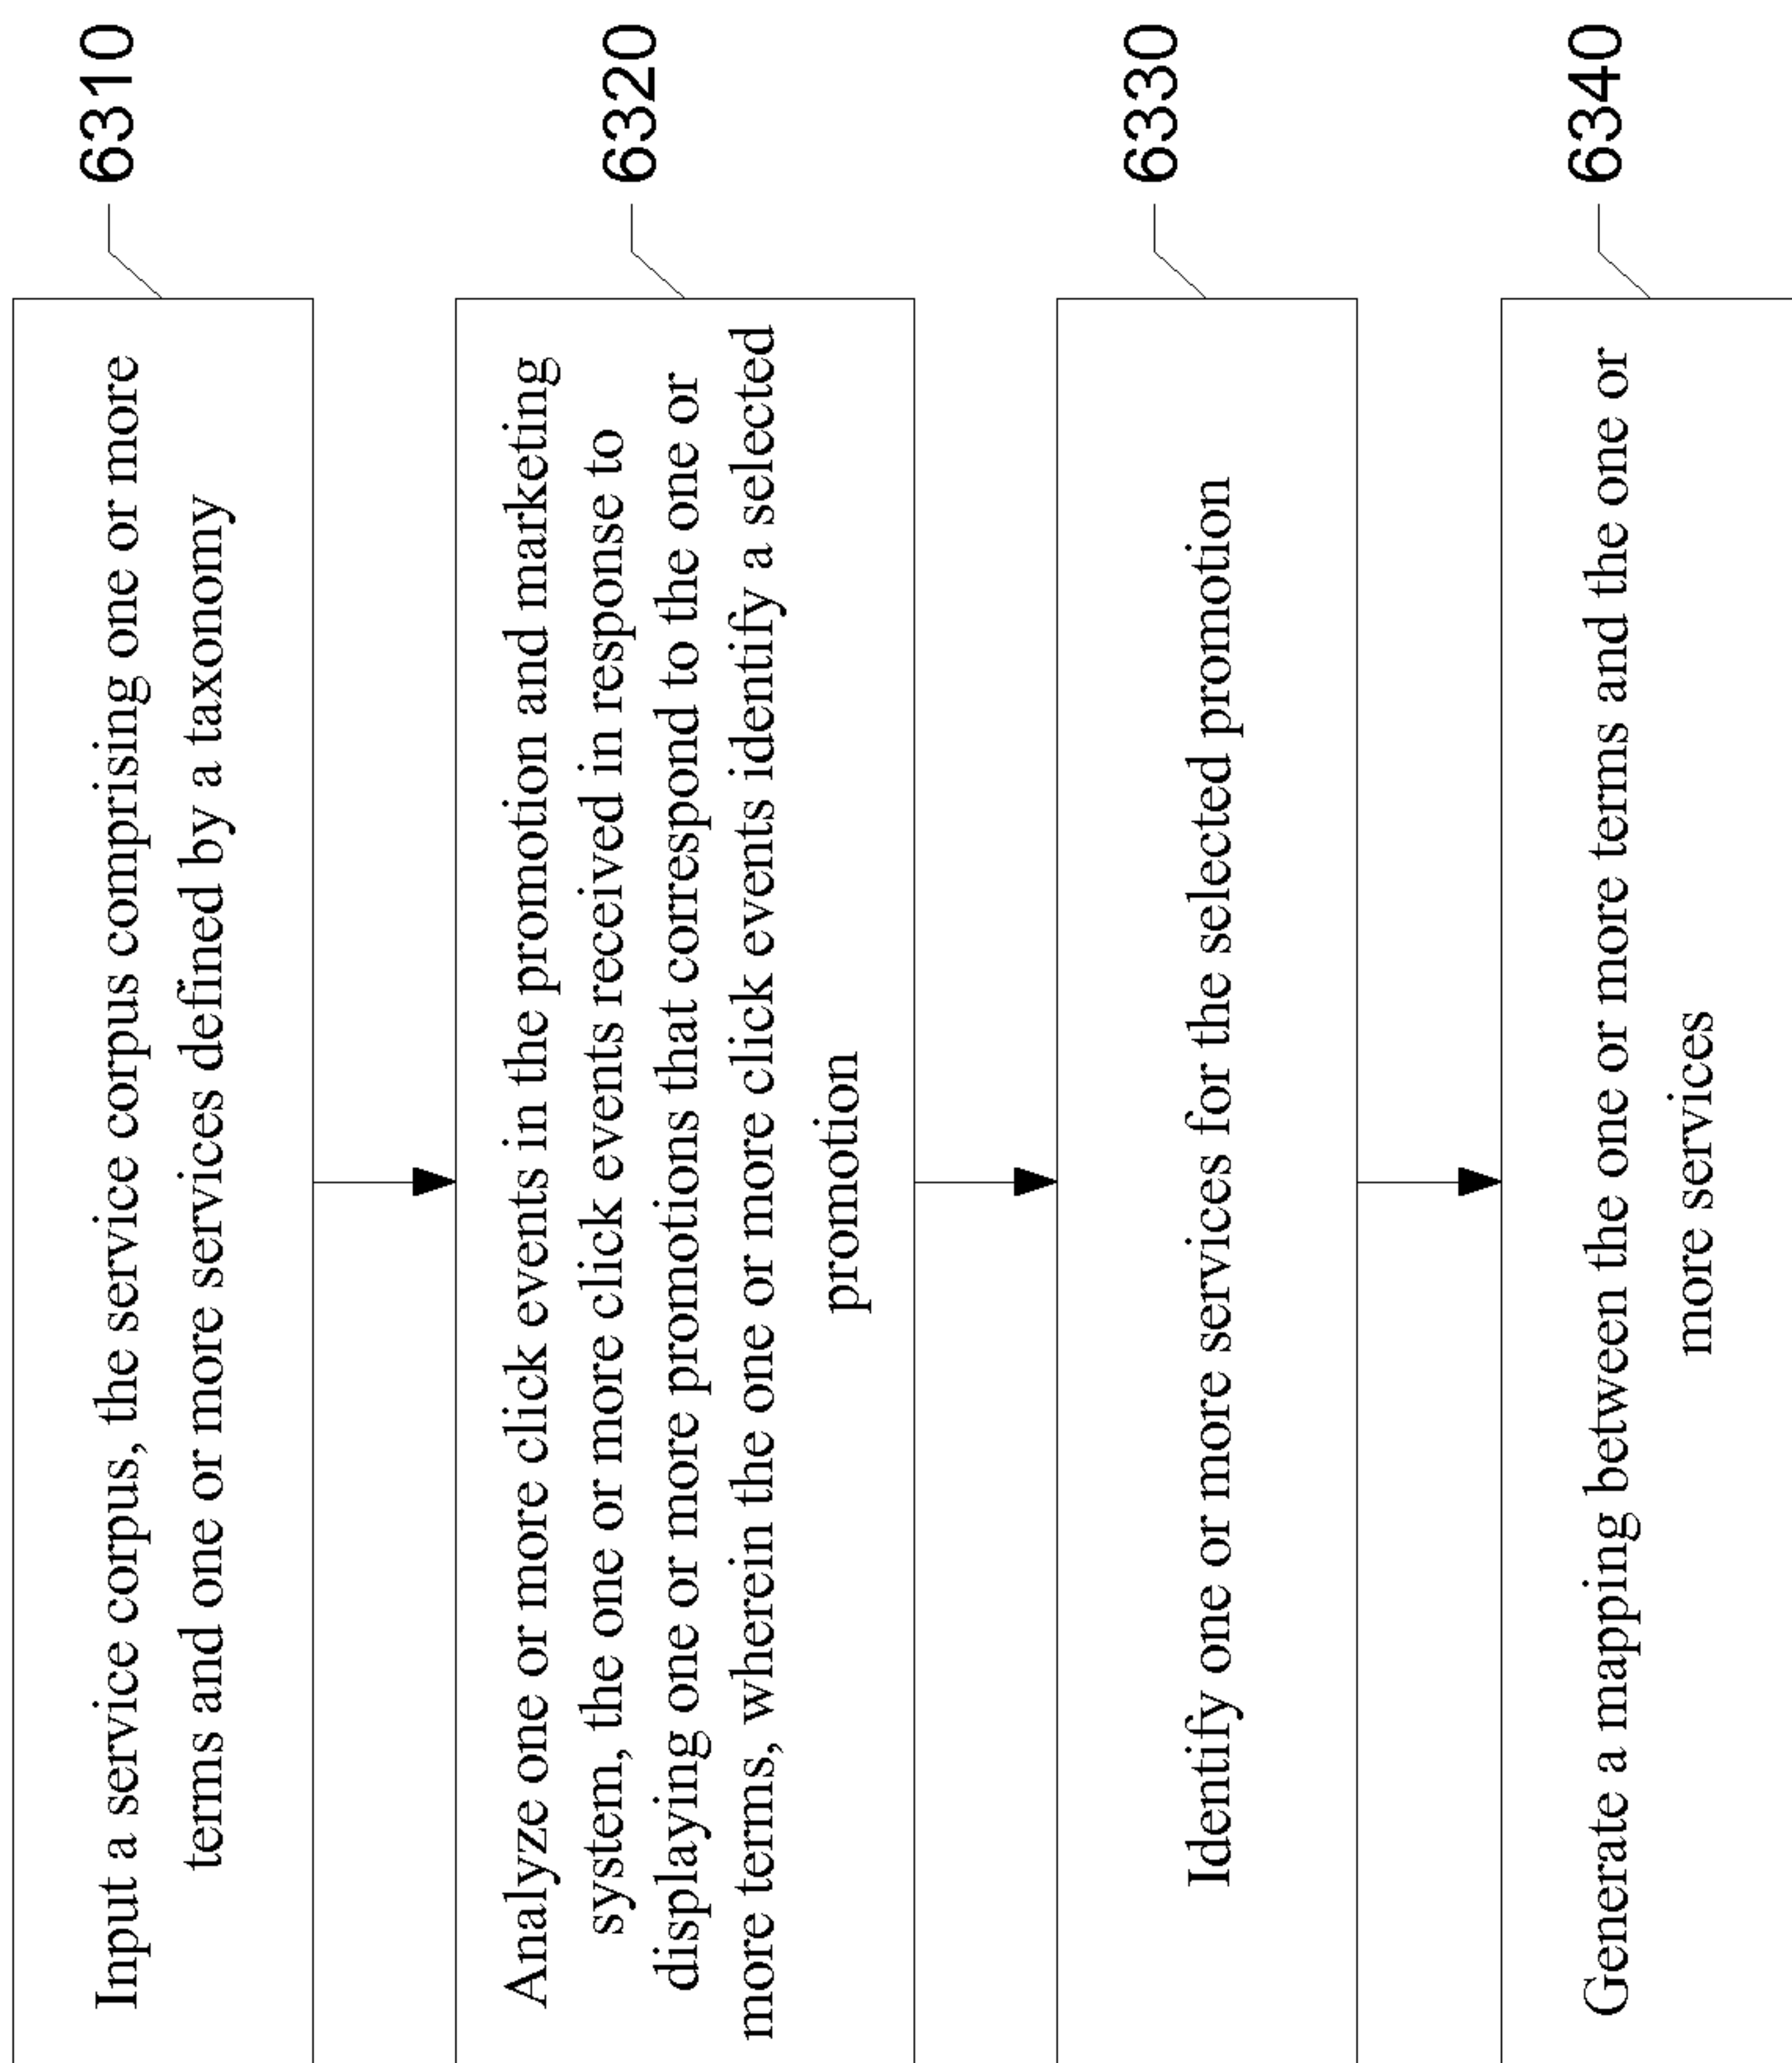 Input a service corpus, the service corpus comprising one or more
terms and one or more services defined by a taxonomy
6310
Analyze one or more click events in the promotion and marketing
system, the one or more click events received in response to
displaying one or more promotions that correspond to the one or
more terms, wherein the one or more click events identify a selected
promotion
6320
Identify one or more services for the selected promotion
6330
Generate a mapping between the one or more terms and the one or
more services
6340